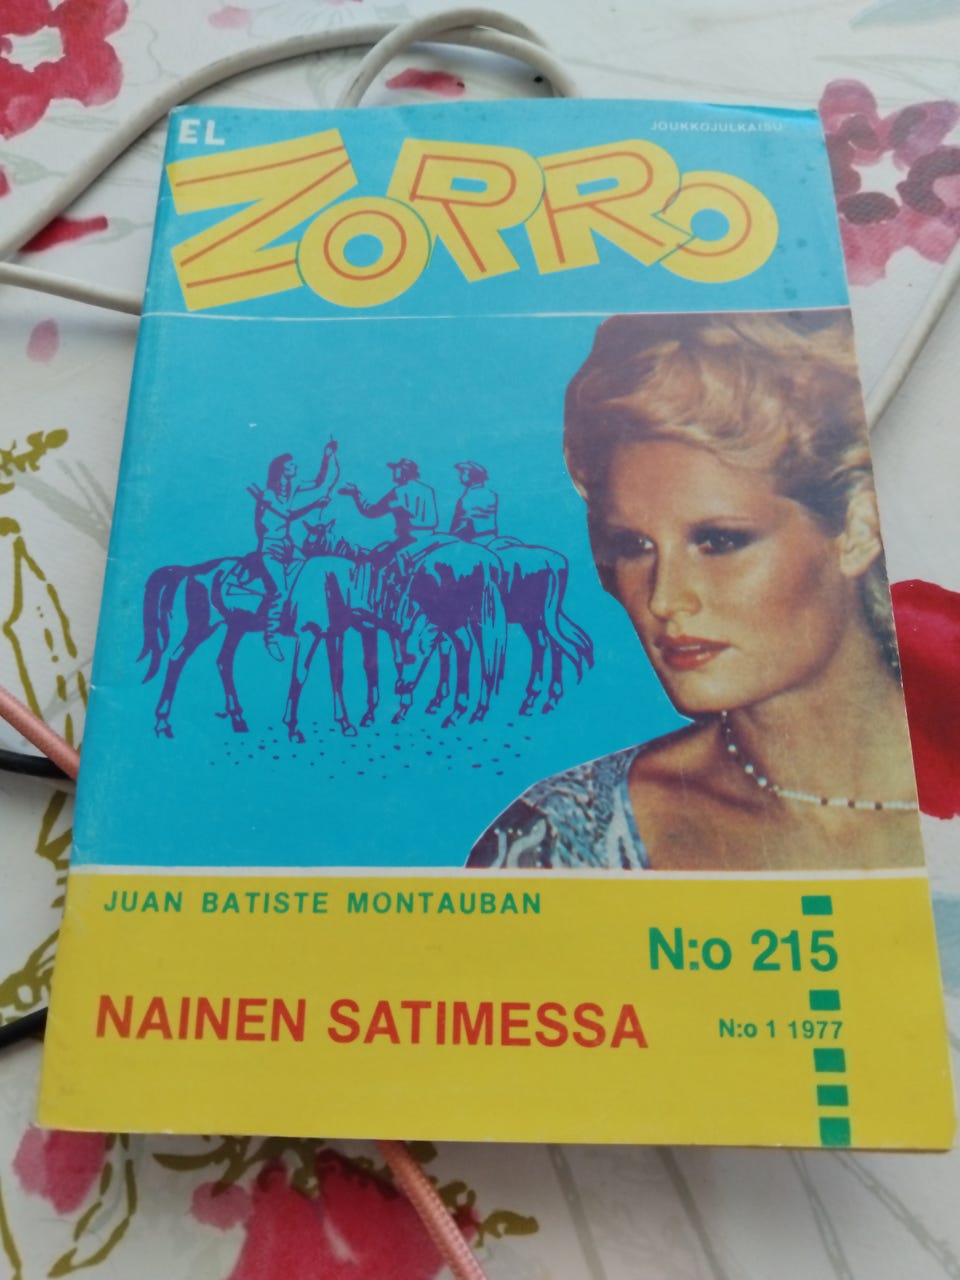 EL
JOUKKOJULKAISU
ZORRO
JUAN BATISTE MONTAUBAN
N:o 215
NAINEN SATIMESSA
N:o 1 1977